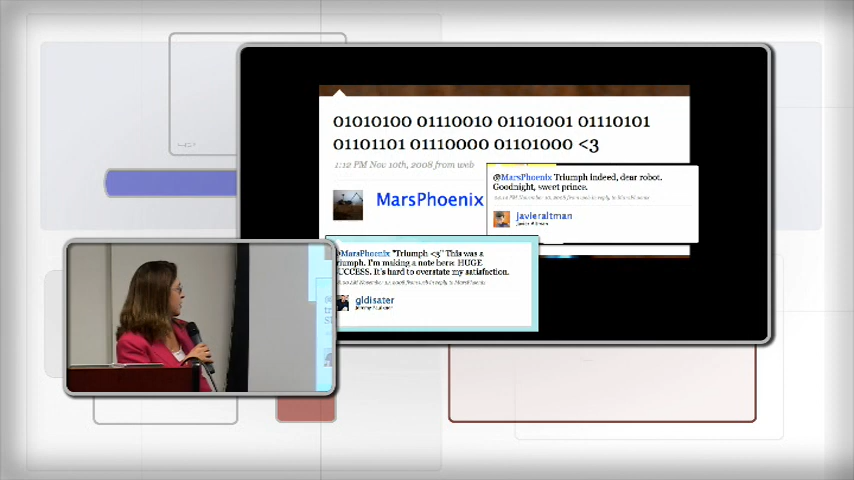 01010100 01110010 01101001 01110101
01101101 01110000 01101000 <3
1:12 PM Nov 10th, 2008 from web
MarsPhoenix
@MarsPhoenix Triumph indeed, dear robot.
Goodnight, sweet prince.
javieraltman
@MarsPhoenix "Triumph <3" This was a
triumph. I'm making a note here: HUGE
SUCCESS. It's hard to overstate my satisfaction.
gldisater